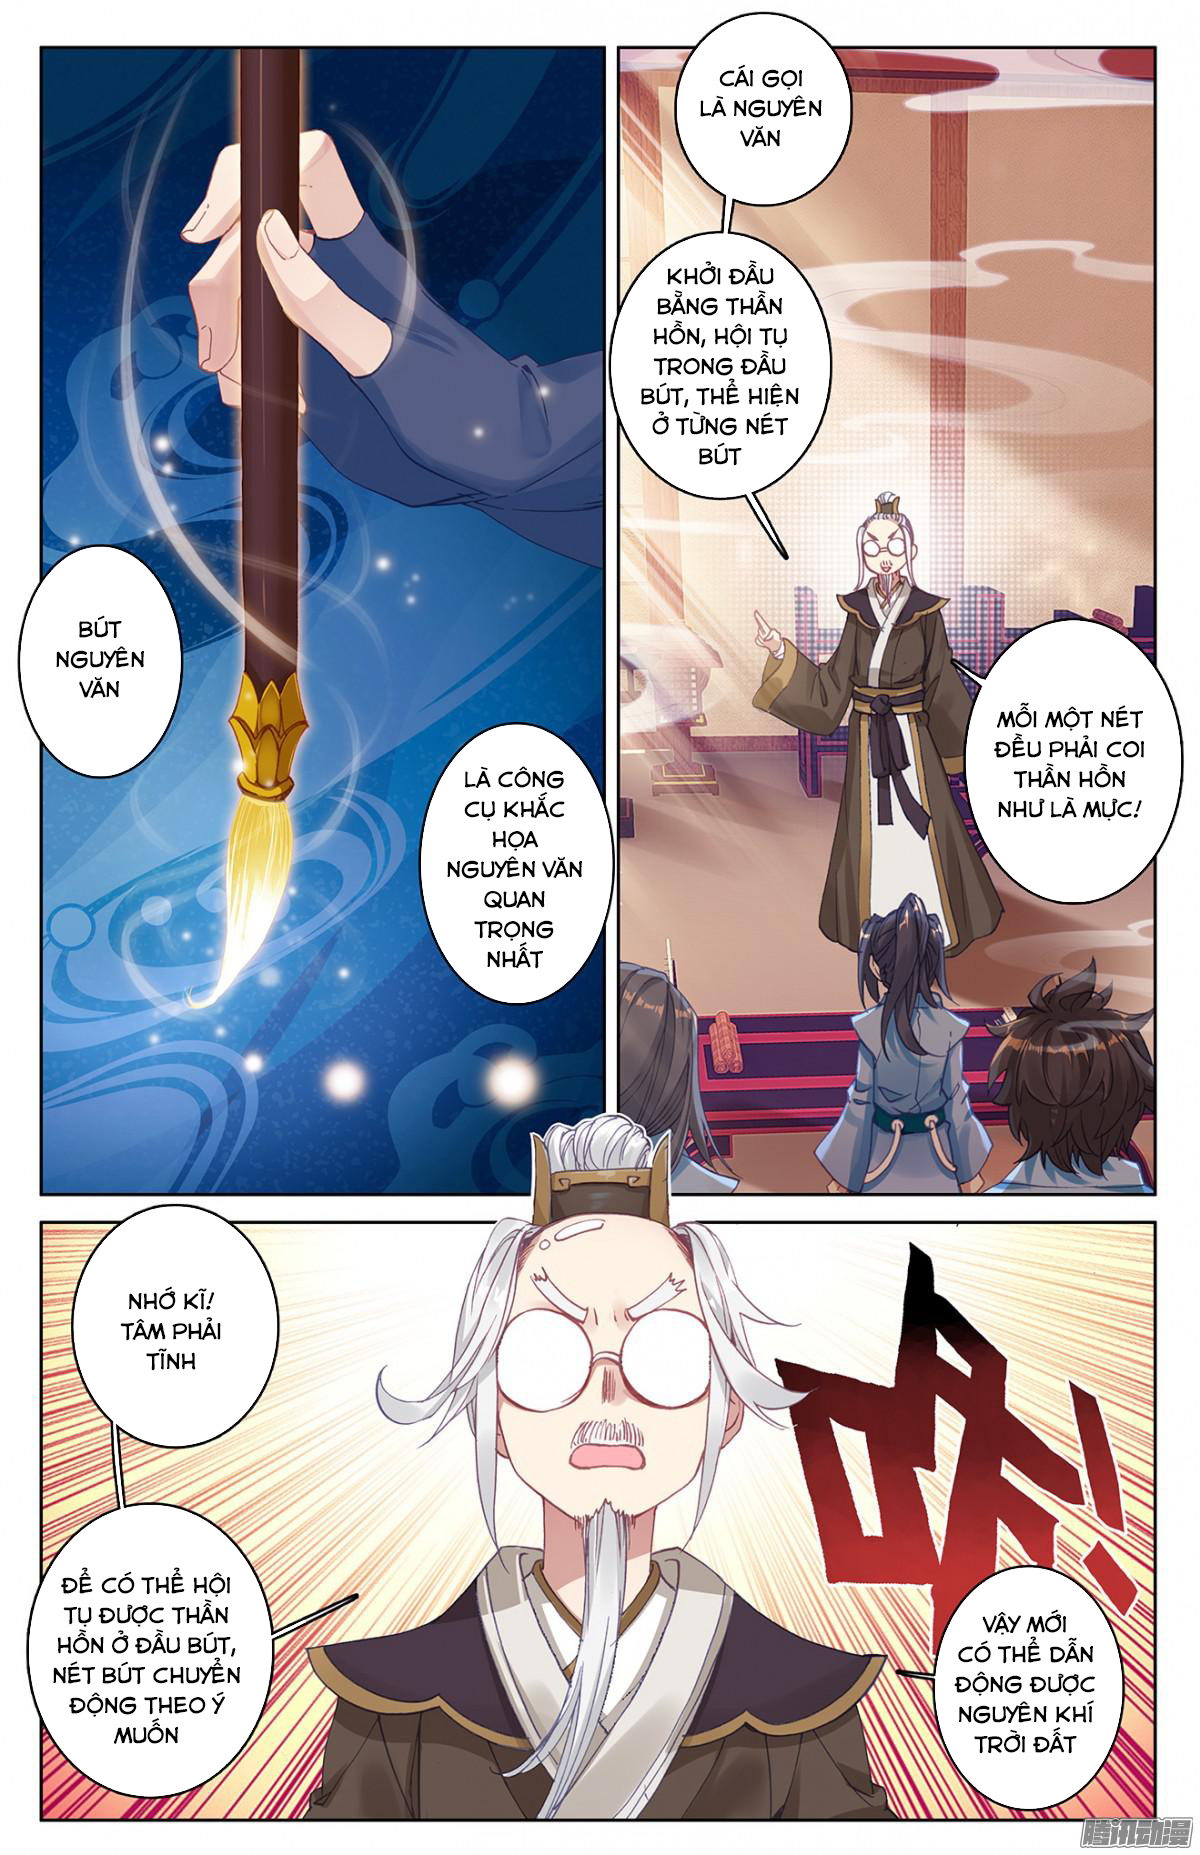 BÚT
NGUYÊN
VĂN
LÀ CÔNG
CỤ KHẮC
HỌA
NGUYÊN VĂN
QUAN
TRỌNG
NHẤT
CÁI GỌI
LÀ NGUYÊN
VĂN
KHỞI ĐẦU
BẰNG THẦN
HỒN, HỘI TỤ
TRONG ĐẦU
BÚT, THỂ HIỆN
Ở TỪNG NÉT
BÚT
MỖI MỘT NÉT
ĐỀU PHẢI COI
THẦN HỒN
NHƯ LÀ MỰC!
NHỚ KĨ!
TÂM PHẢI
TĨNH
ĐỂ CÓ THỂ HỘI
TỤ ĐƯỢC THẦN
HỒN Ở ĐẦU BÚT,
NÉT BÚT CHUYỂN
ĐỘNG THEO Ý
MUỐN
VẬY MỚI
CÓ THỂ DẪN
ĐỘNG ĐƯỢC
NGUYÊN KHÍ
TRỜI ĐẤT
腾讯动漫